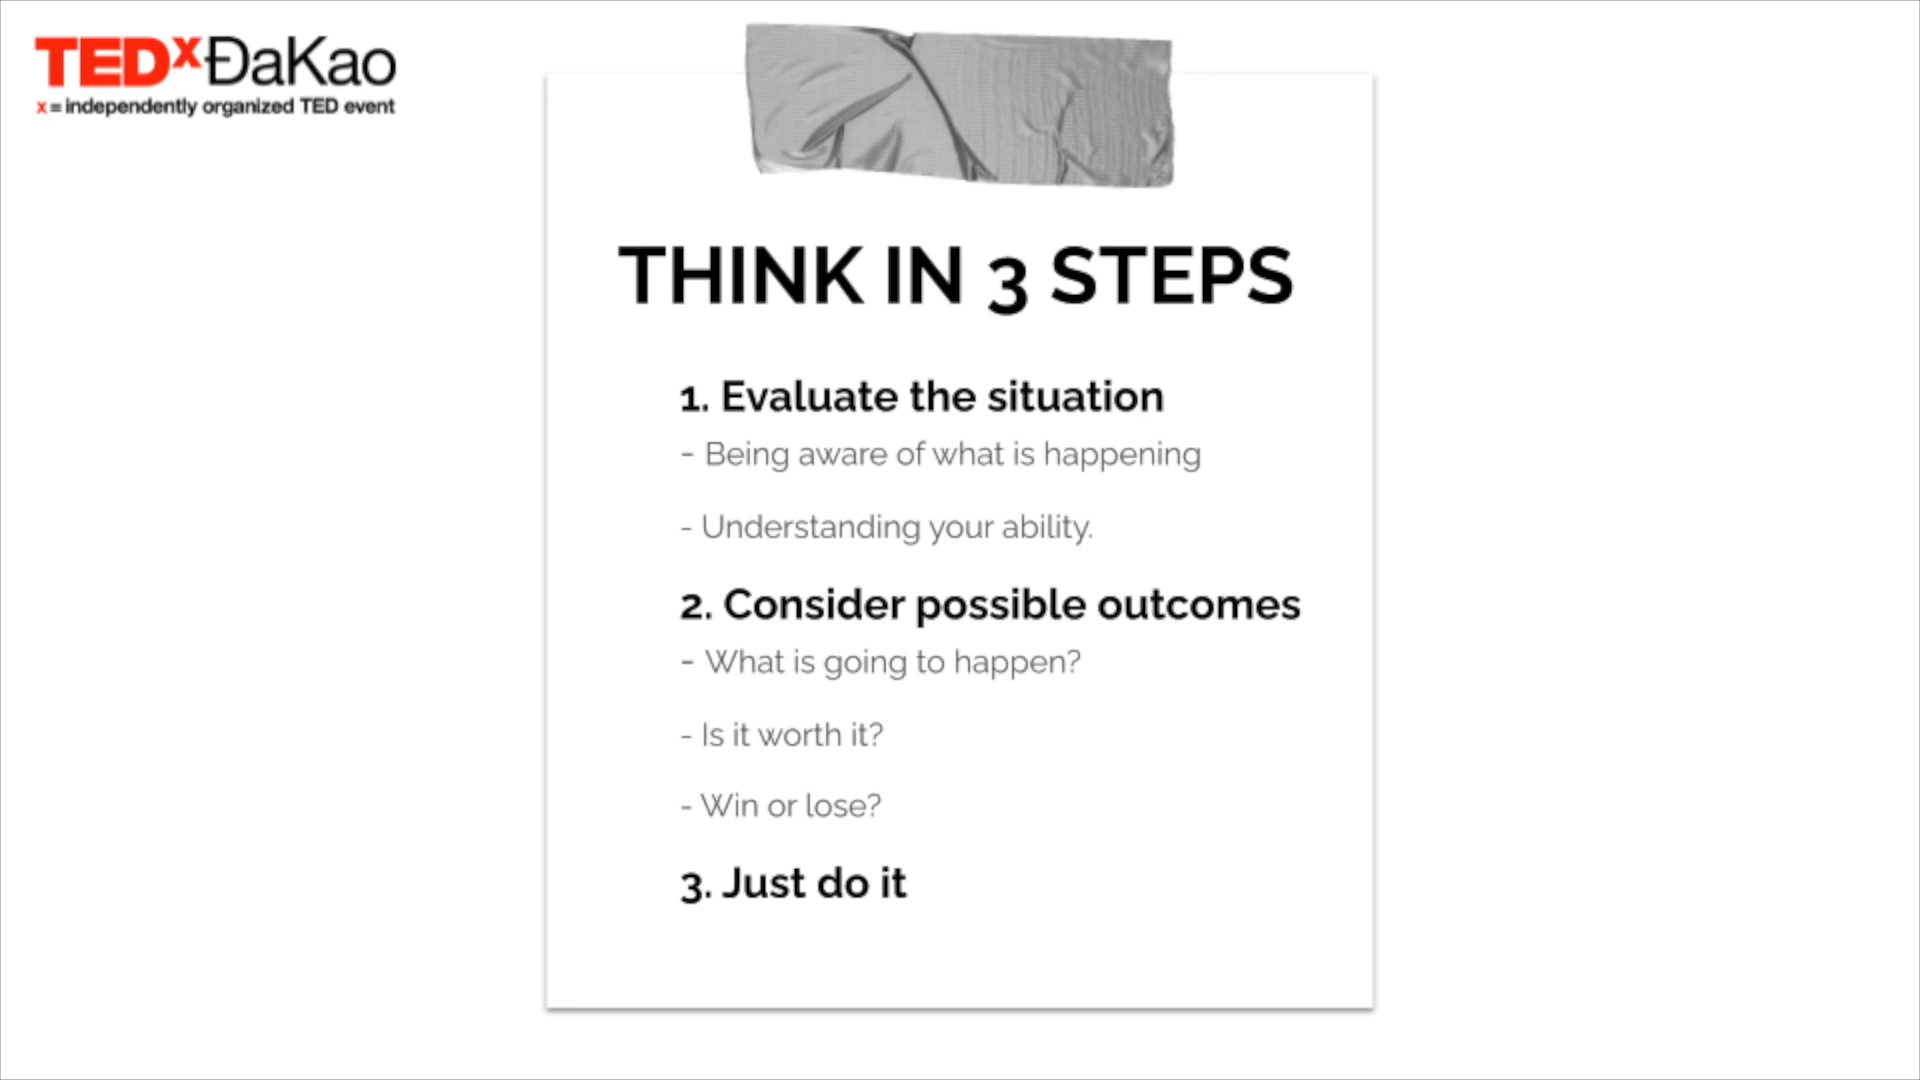 TEDxĐaKao
x = independently organized TED event
THINK IN 3 STEPS
1. Evaluate the situation
- Being aware of what is happening
- Understanding your ability.
2. Consider possible outcomes
- What is going to happen?
- Is it worth it?
- Win or lose?
3. Just do it